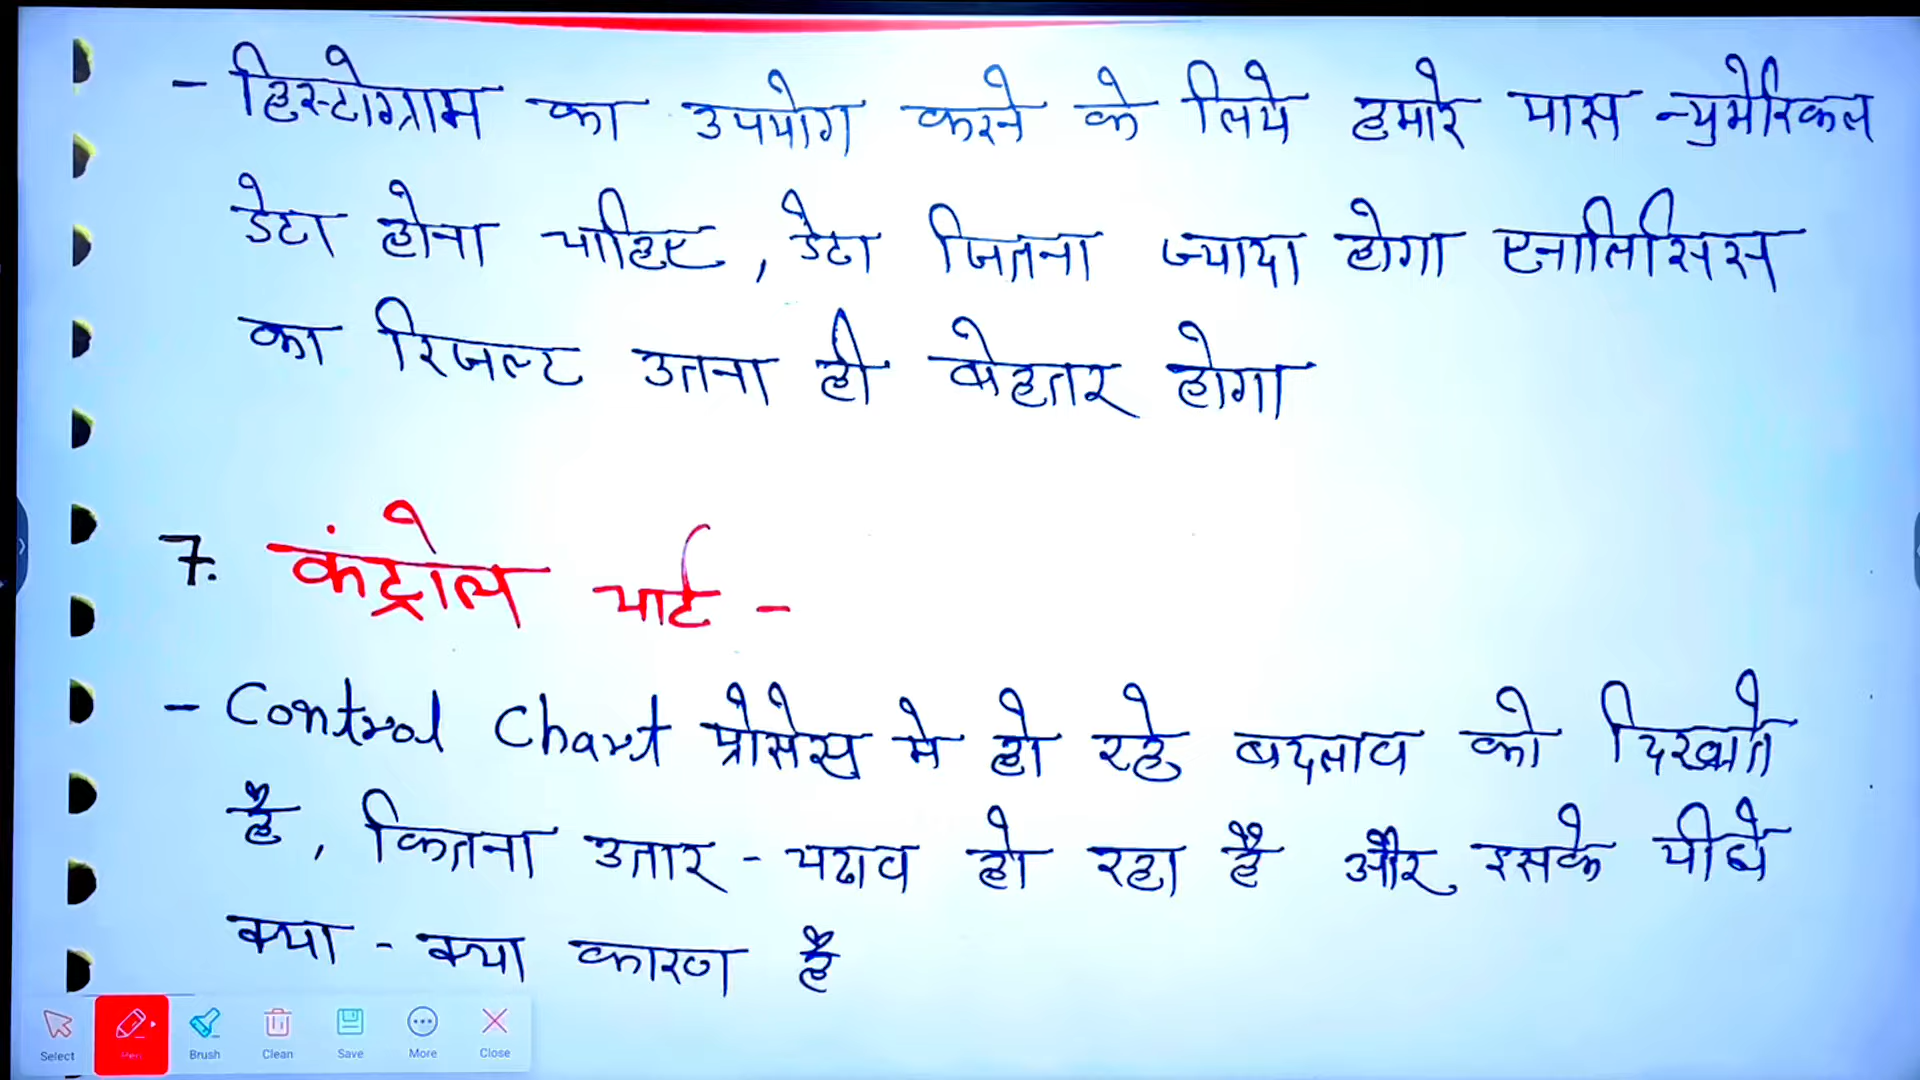 - हिस्टोग्राम का उपयोग करने के लिये हमारे पास न्युमेरिकल
डेटा होना चाहिए, डेटा जितना ज्यादा होगा एनालिसिस
का रिजल्ट उतना ही बेहतर होगा
7. कंट्रोल चार्ट -
- Control Chart प्रोसेस मे हो रहे बदलाव को दिखाते
है, कितना उतार - चढाव हो रहा है और इसके पीछे
क्या - क्या कारण है
Select Pen Brush Clean Save More Close